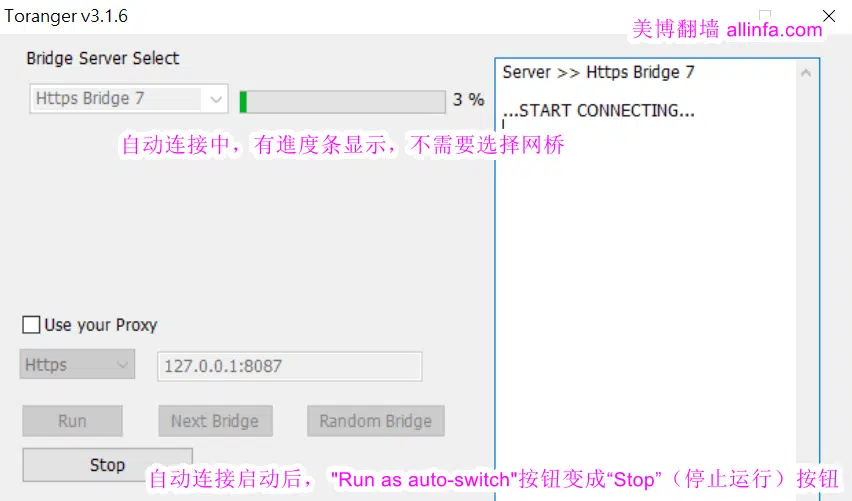 Toranger v3.1.6
美博翻墙 allinfa.com
Bridge Server Select
Https Bridge 7
3 %
Server >> Https Bridge 7
...START CONNECTING...
自动连接中，有進度条显示，不需要选择网桥
Use your Proxy
Https
127.0.0.1:8087
Run
Next Bridge
Random Bridge
Stop
自动连接启动后， "Run as auto-switch"按钮变成“Stop”（停止运行）按钮